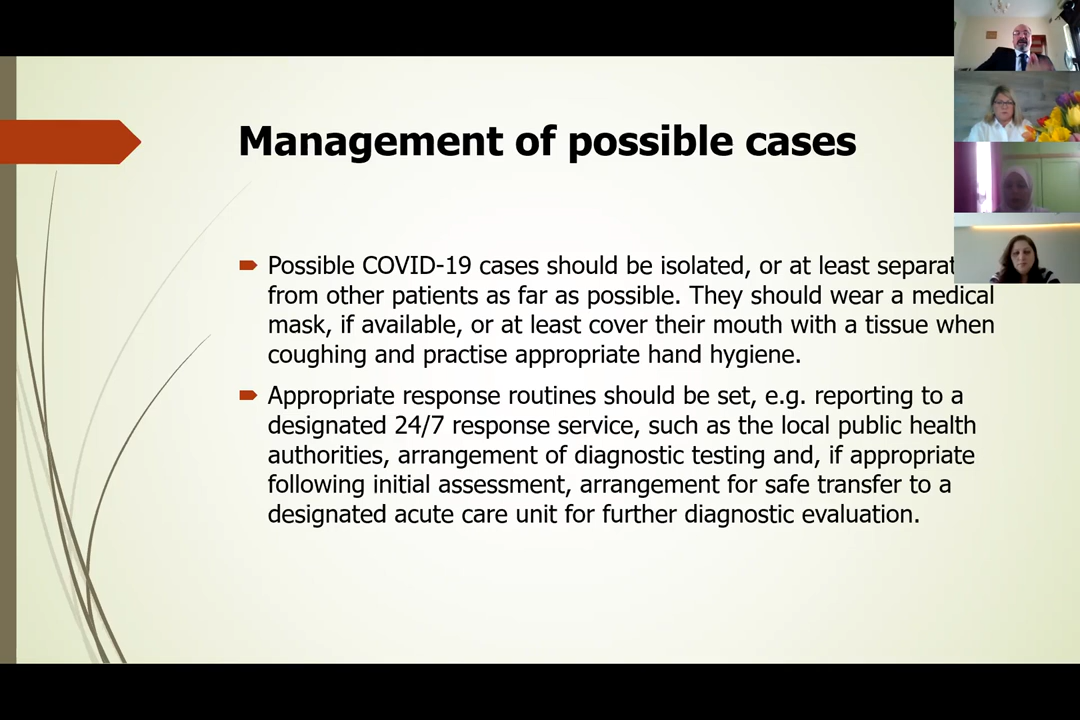 Management of possible cases
Possible COVID-19 cases should be isolated, or at least
from other patients as far as possible. They should wear a medical
mask, if available, or at least cover their mouth with a tissue when
coughing and practise appropriate hand hygiene.
Appropriate response routines should be set, e.g. reporting to a
designated 24/7 response service, such as the local public health
authorities, arrangement of diagnostic testing and, if appropriate
following initial assessment, arrangement for safe transfer to a
designated acute care unit for further diagnostic evaluation.